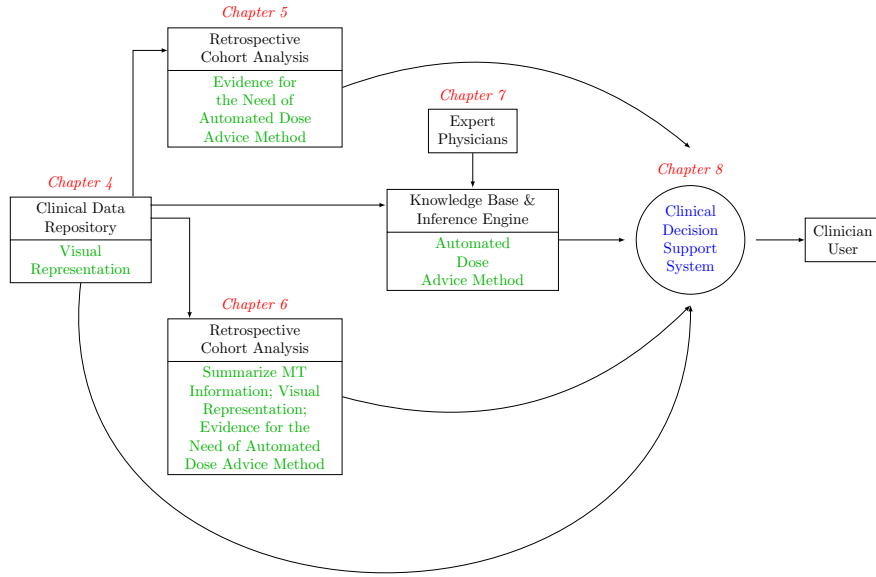 Chapter 5
Retrospective
Cohort Analysis
Evidence for
the Need of
Automated Dose
Advice Method
Chapter 7
Expert
Physicians
Chapter 4
Clinical Data
Repository
Visual
Representation
Knowledge Base &
Inference Engine
Automated
Dose
Advice Method
Chapter 8
Clinical
Decision
Support
System
Clinician
User
Chapter 6
Retrospective
Cohort Analysis
Summarize MT
Information; Visual
Representation;
Evidence for the
Need of Automated
Dose Advice Method